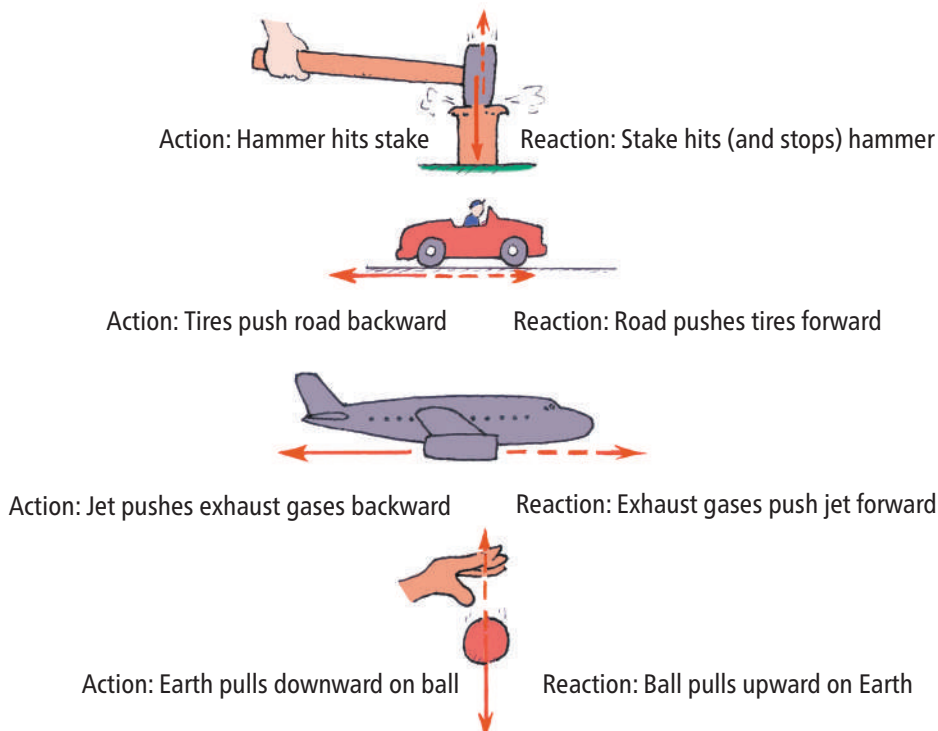 Action: Hammer hits stake
Reaction: Stake hits (and stops) hammer
Action: Tires push road backward
Reaction: Road pushes tires forward
Action: Jet pushes exhaust gases backward
Reaction: Exhaust gases push jet forward
Action: Earth pulls downward on ball
Reaction: Ball pulls upward on Earth